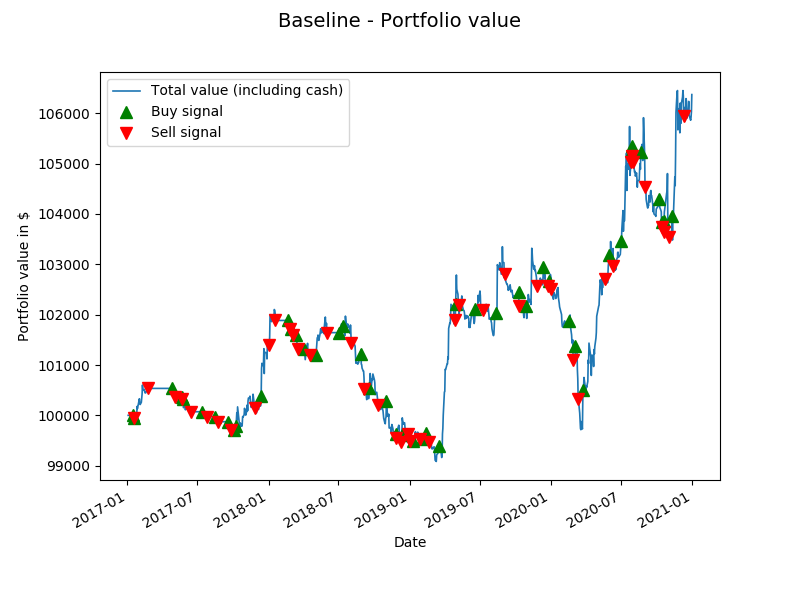 Baseline - Portfolio value
Total value (including cash)
Buy signal
Sell signal
Portfolio value in $
106000
105000
104000
103000
102000
101000
100000
99000
2017-01
2017-07
2018-01
2018-07
2019-01
2019-07
2020-01
2020-07
2021-01
Date